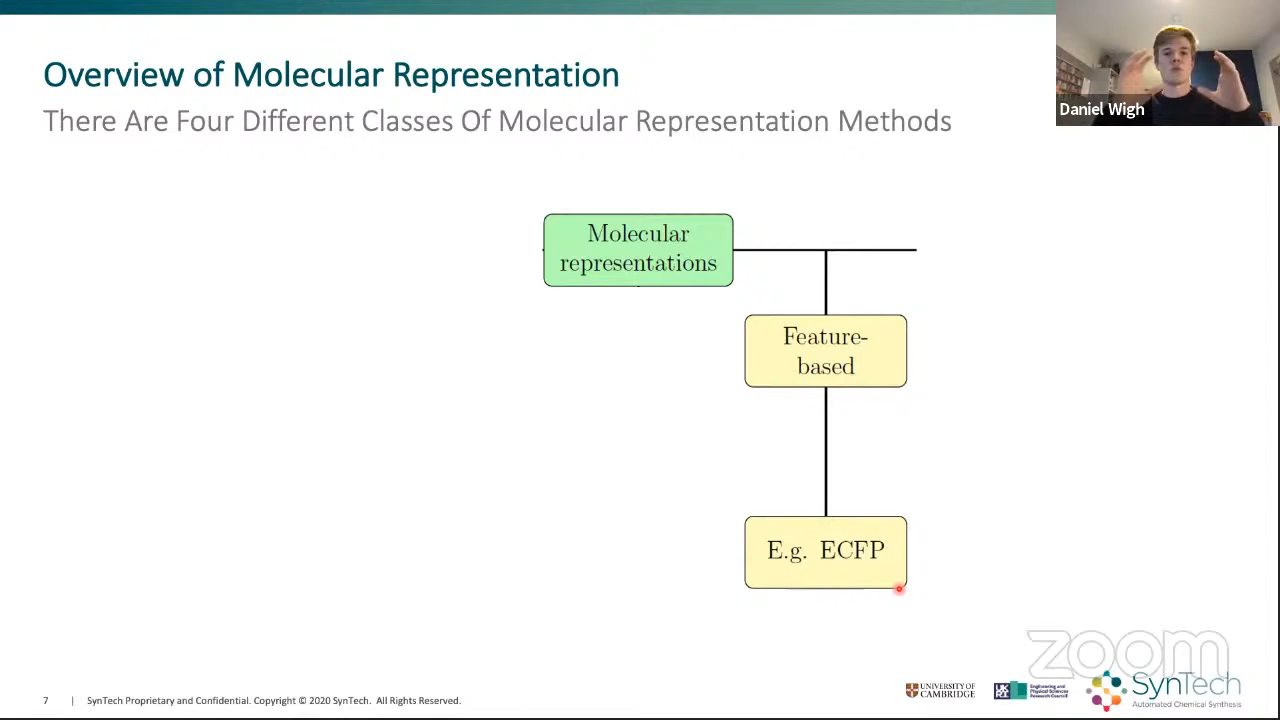 Overview of Molecular Representation
There Are Four Different Classes Of Molecular Representation Methods
Daniel Wigh
Molecular
representations
Feature-
based
E.g. ECFP
zoom
7 | SynTech Proprietary and Confidential. Copyright © 2020 SynTech All Rights Reserved.
UNIVERSITY OF
CAMBRIDGE
Engineering and
Physical Sciences
Research Council
SynTech
Automated Chemical Synthesis